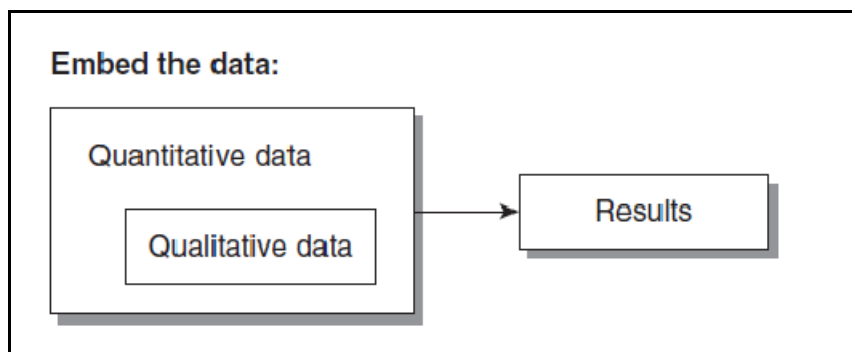 Embed the data:
Quantitative data
Qualitative data
Results